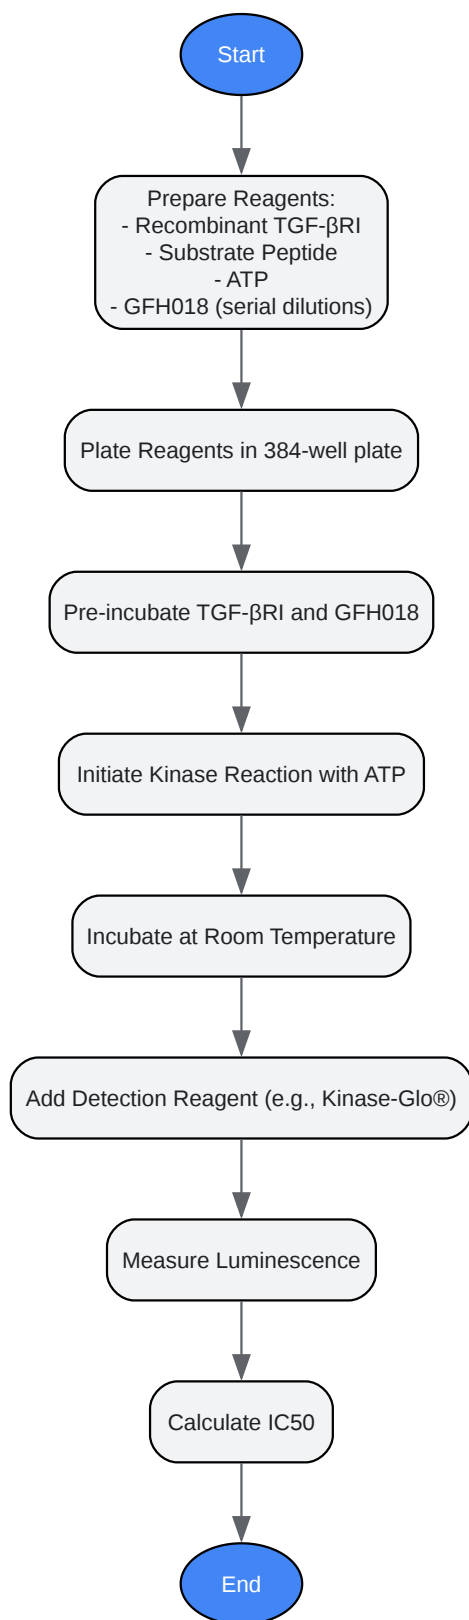 Start
Prepare Reagents:
- Recombinant TGF-βRI
- Substrate Peptide
- ATP
- GFH018 (serial dilutions)
Plate Reagents in 384-well plate
Pre-incubate TGF-βRI and GFH018
Initiate Kinase Reaction with ATP
Incubate at Room Temperature
Add Detection Reagent (e.g., Kinase-Glo®)
Measure Luminescence
Calculate IC50
End